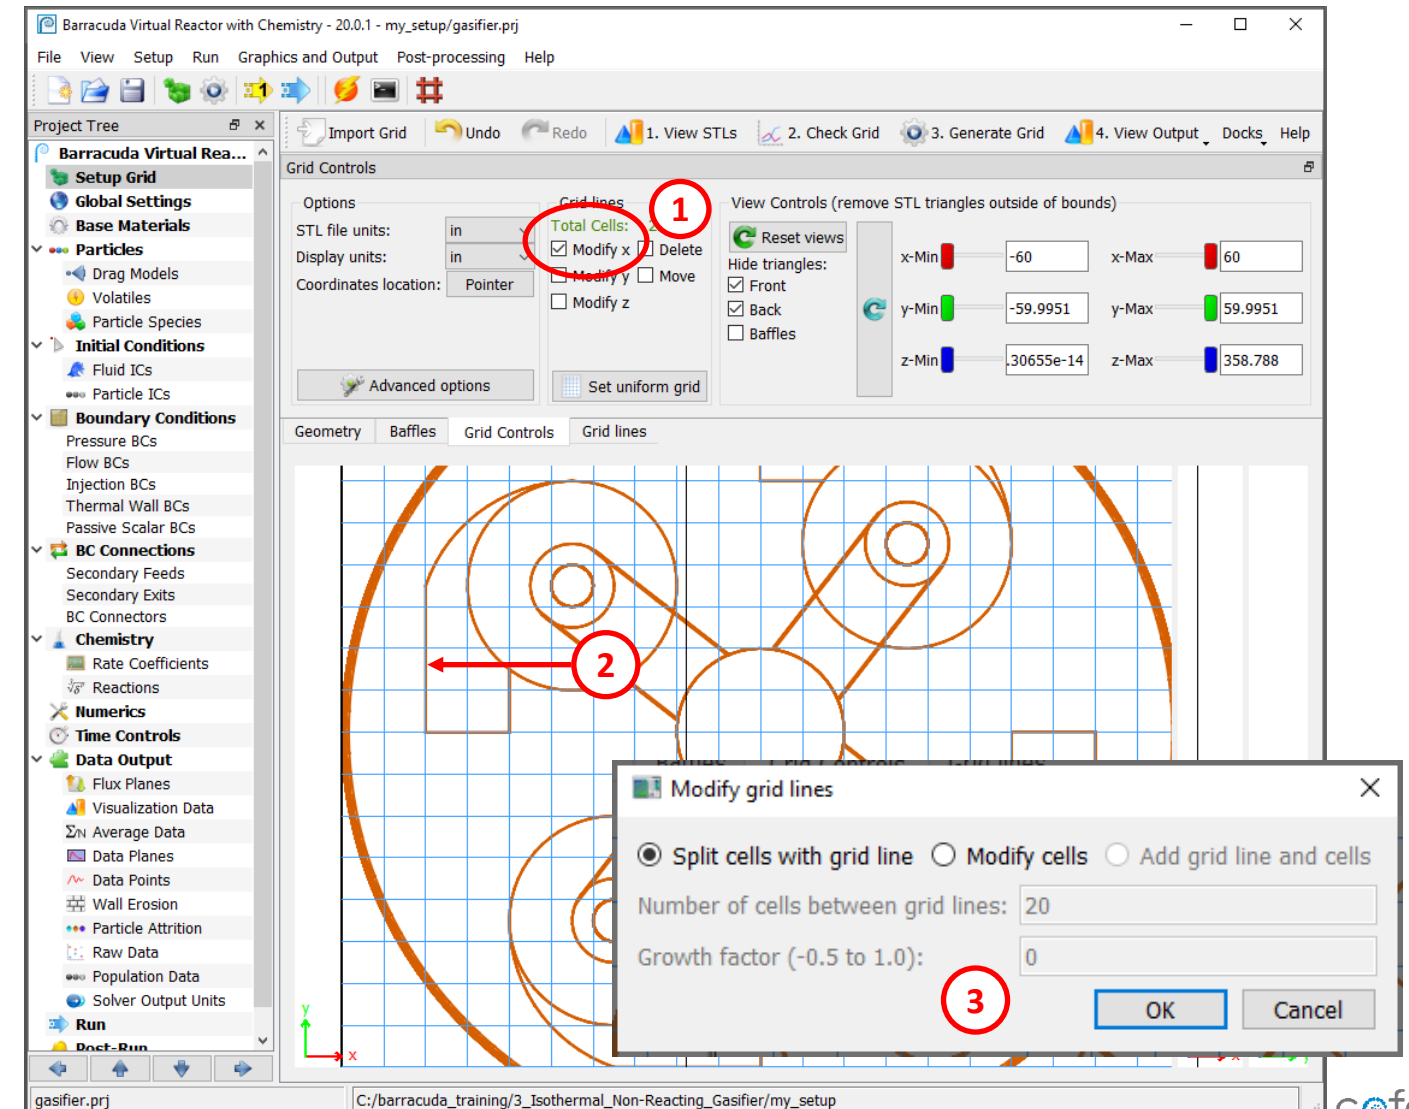 Barracuda Virtual Reactor with Chemistry - 20.0.1 - my_setup/gasifier.prj
File View Setup Run Graphics and Output Post-processing Help
Project Tree
Import Grid Undo Redo 1. View STLs 2. Check Grid 3. Generate Grid 4. View Output Docks Help
Barracuda Virtual Rea...
Setup Grid
Global Settings
Base Materials
Particles
Drag Models
Volatiles
Particle Species
Initial Conditions
Fluid ICs
Particle ICs
Boundary Conditions
Pressure BCs
Flow BCs
Injection BCs
Thermal Wall BCs
Passive Scalar BCs
BC Connections
Secondary Feeds
Secondary Exits
BC Connectors
Chemistry
Rate Coefficients
Reactions
Numerics
Time Controls
Data Output
Flux Planes
Visualization Data
Average Data
Data Planes
Data Points
Wall Erosion
Particle Attrition
Raw Data
Population Data
Solver Output Units
Run
Post-Run
Grid Controls
Options
STL file units: in
Display units: in
Coordinates location: Pointer
Advanced options
Grid lines
Total Cells:
Modify x Delete
Modify y Move
Modify z
Set uniform grid
1
View Controls (remove STL triangles outside of bounds)
Reset views
Hide triangles:
Front
Back
Baffles
x-Min -60 x-Max 60
y-Min -59.9951 y-Max 59.9951
z-Min .30655e-14 z-Max 358.788
Geometry Baffles Grid Controls Grid lines
2
y
x
Modify grid lines
Split cells with grid line Modify cells Add grid line and cells
Number of cells between grid lines: 20
Growth factor (-0.5 to 1.0): 0
3
OK Cancel
gasifier.prj
C:/barracuda_training/3_Isothermal_Non-Reacting_Gasifier/my_setup